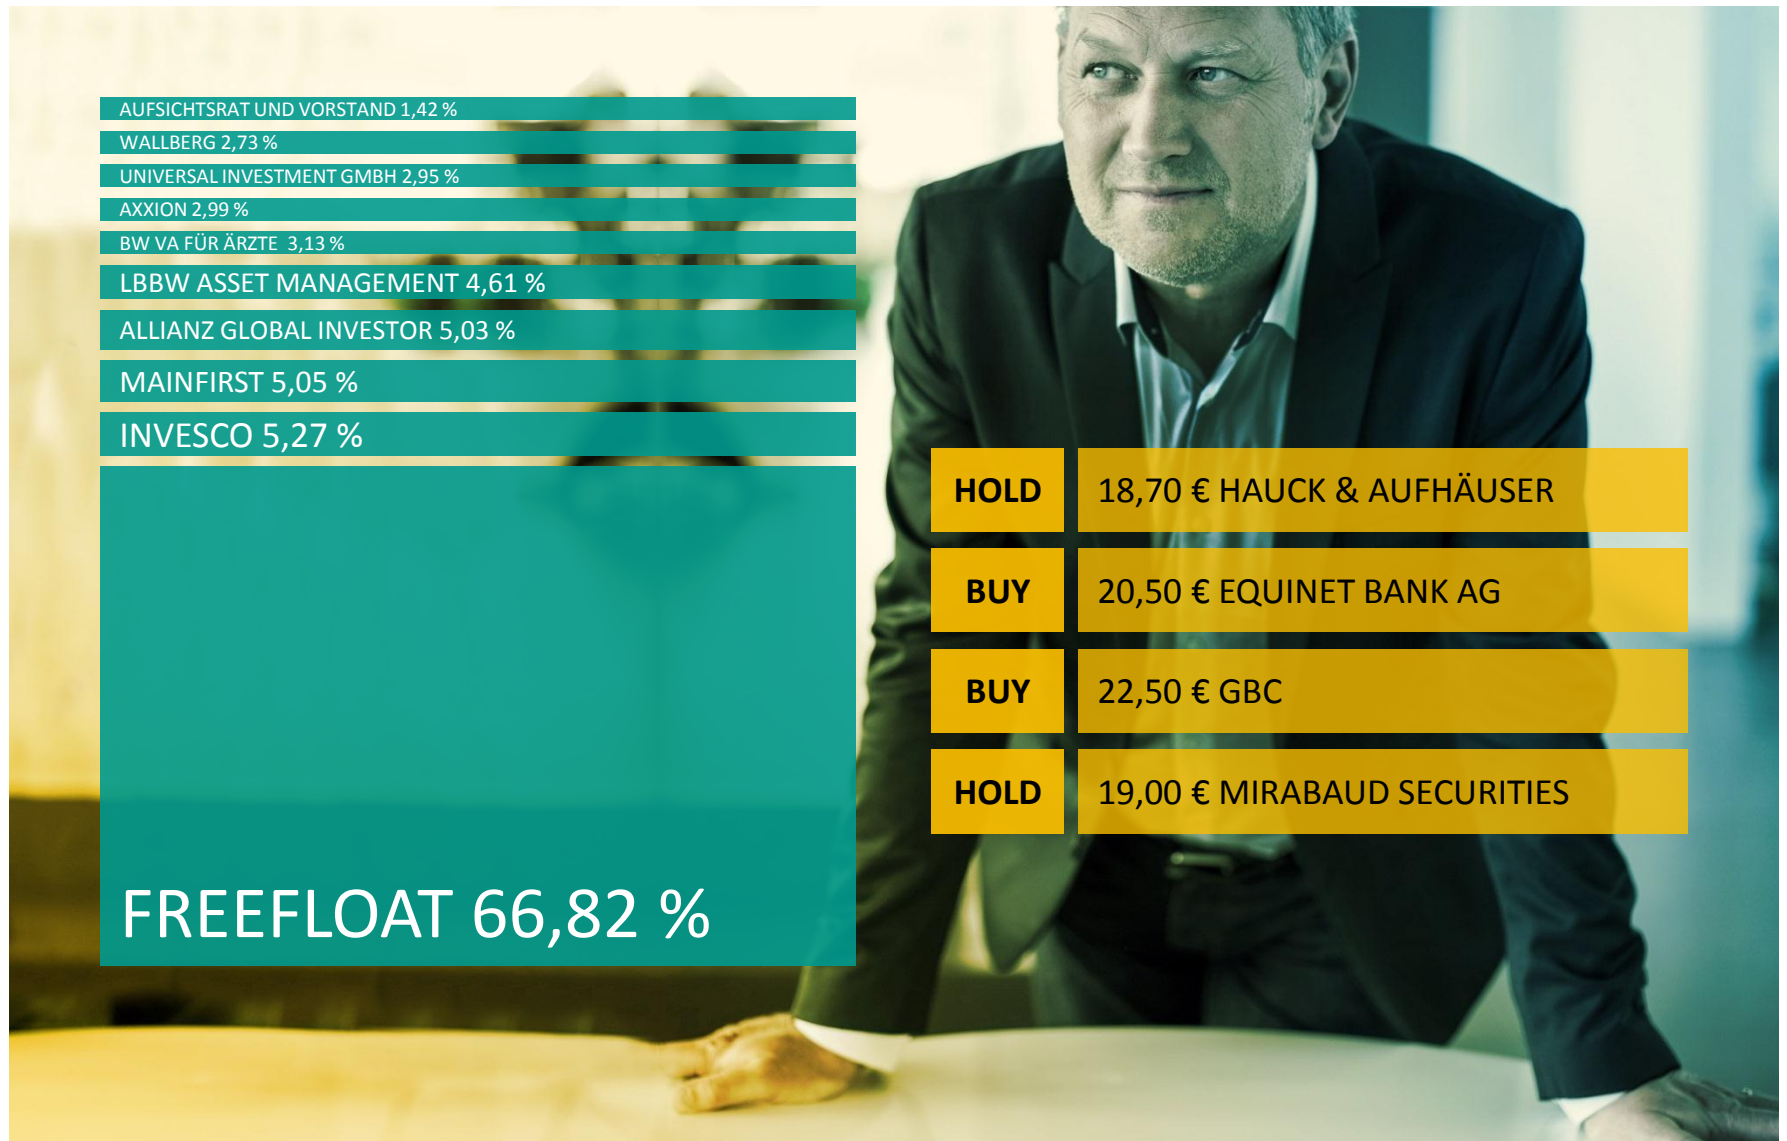 AUFSICHTSRAT UND VORSTAND 1,42 %
WALLBERG 2,73 %
UNIVERSAL INVESTMENT GMBH 2,95 %
AXXION 2,99 %
BW VA FÜR ÄRZTE 3,13 %
LBBW ASSET MANAGEMENT 4,61 %
ALLIANZ GLOBAL INVESTOR 5,03 %
MAINFIRST 5,05 %
INVESCO 5,27 %
FREEFLOAT 66,82 %
HOLD 18,70 € HAUCK & AUFHÄUSER
BUY 20,50 € EQUINET BANK AG
BUY 22,50 € GBC
HOLD 19,00 € MIRABAUD SECURITIES